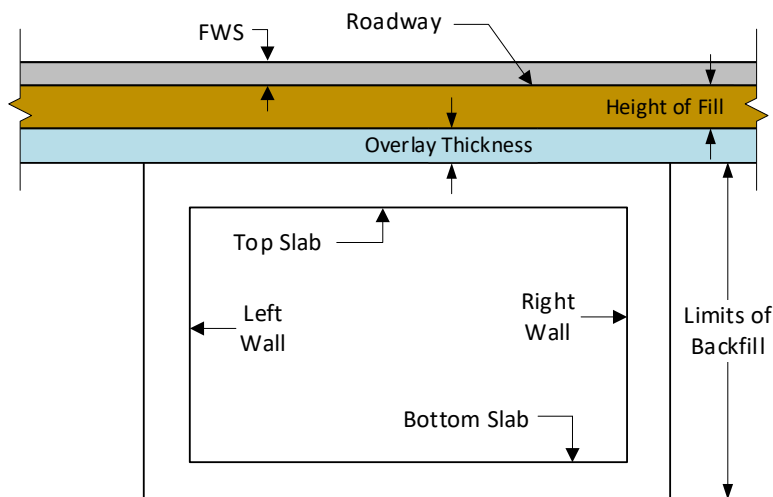 Roadway
FWS
Height of Fill
Overlay Thickness
Top Slab
Left
Wall
Right
Wall
Limits of
Backfill
Bottom Slab